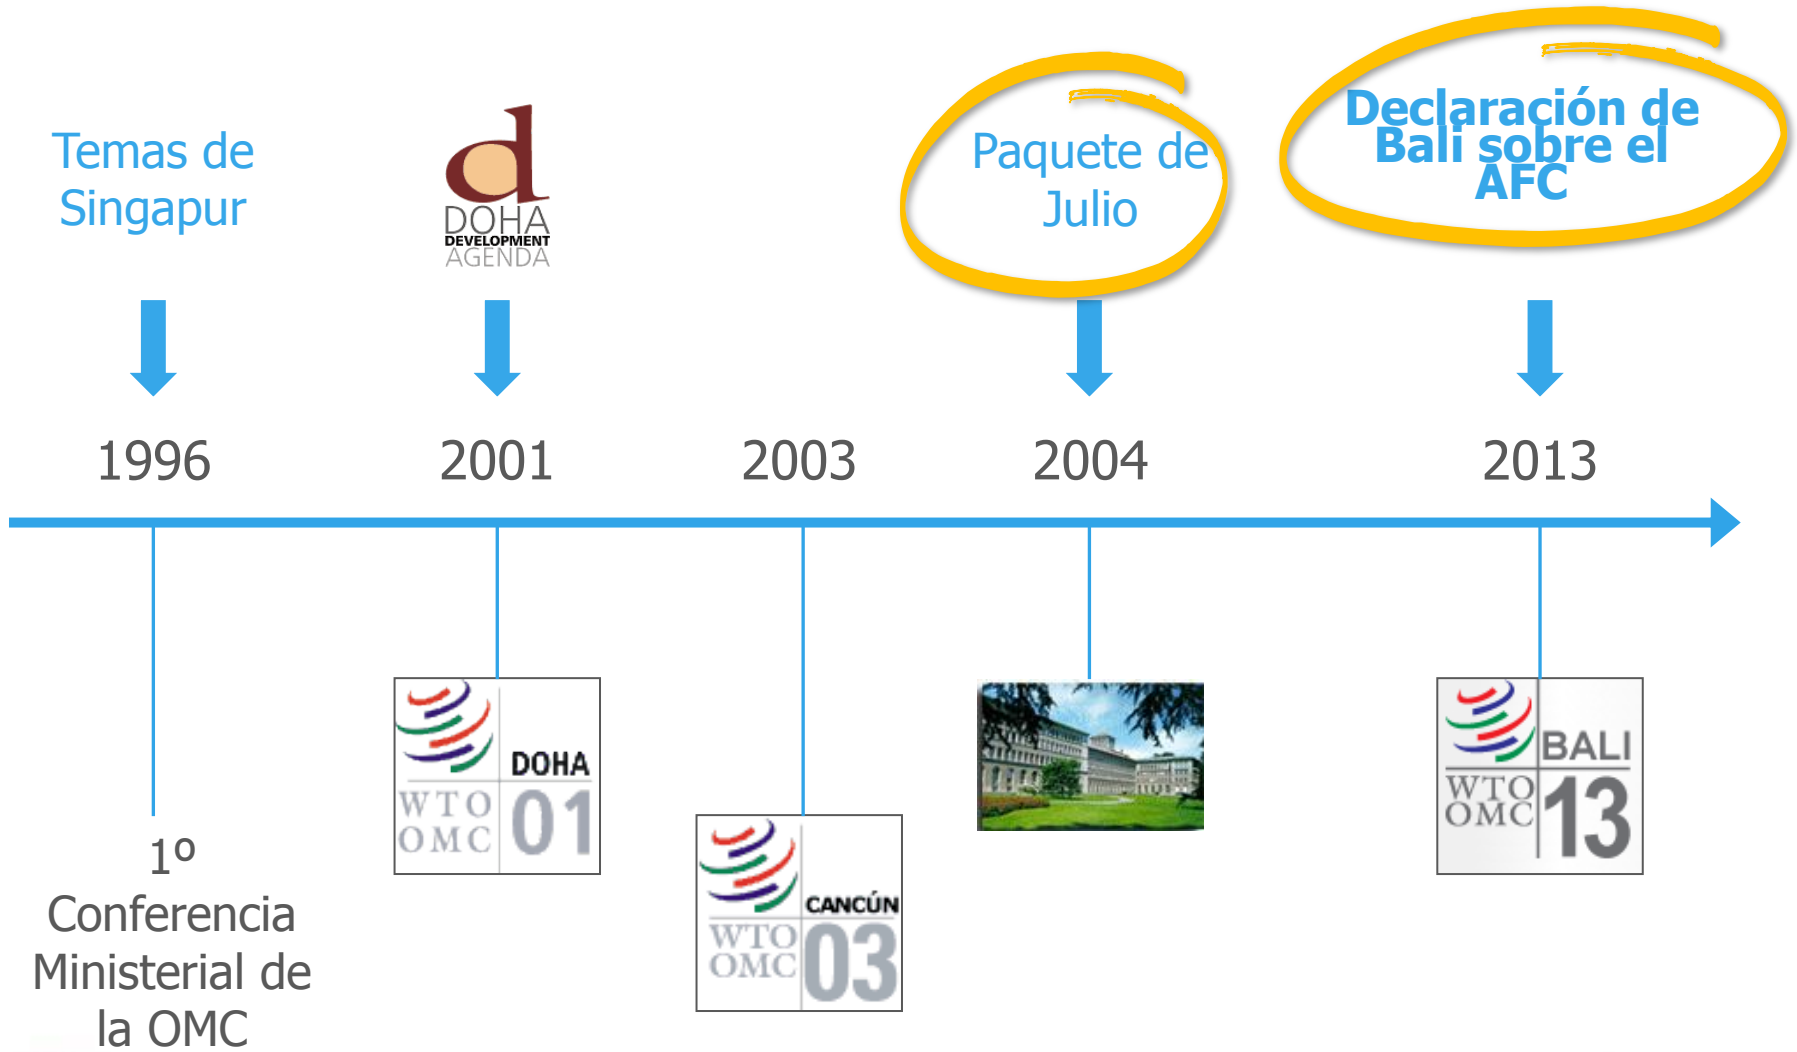 Temas de
Singapur
d
DOHA
DEVELOPMENT
AGENDA
Paquete de
Julio
Declaración de
Bali sobre el
AFC
1996
2001
2003
2004
2013
1º
Conferencia
Ministerial de
la OMC
DOHA
WTO
OMC
01
CANCÚN
WTO
OMC
03
BALI
WTO
OMC
13